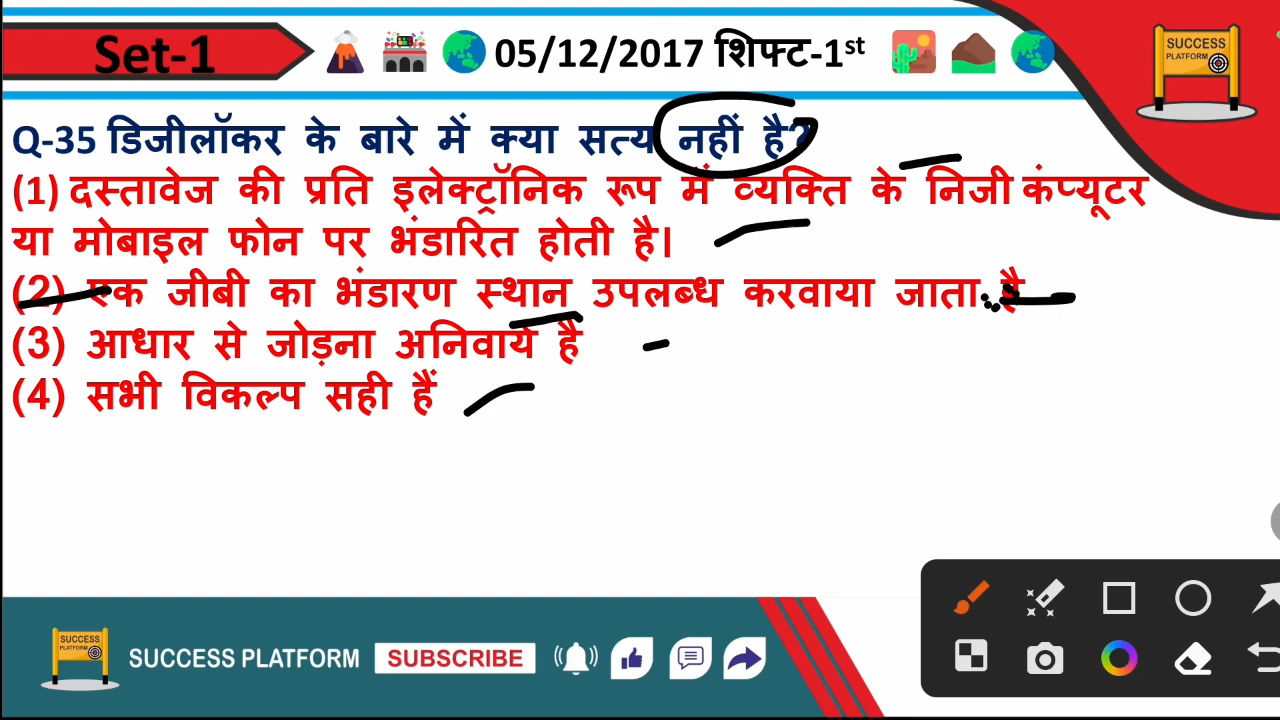 Set-1
05/12/2017 शिफ्ट-1st
SUCCESS
PLATFORM
Q-35 डिजीलॉकर के बारे में क्या सत्य नहीं है?
(1) दस्तावेज की प्रति इलेक्ट्रॉनिक रूप में व्यक्ति के निजी कंप्यूटर
या मोबाइल फोन पर भंडारित होती है।
(2) एक जीबी का भंडारण स्थान उपलब्ध करवाया जाता है
(3) आधार से जोड़ना अनिवार्य है
(4) सभी विकल्प सही हैं
SUCCESS
PLATFORM
SUCCESS PLATFORM
SUBSCRIBE